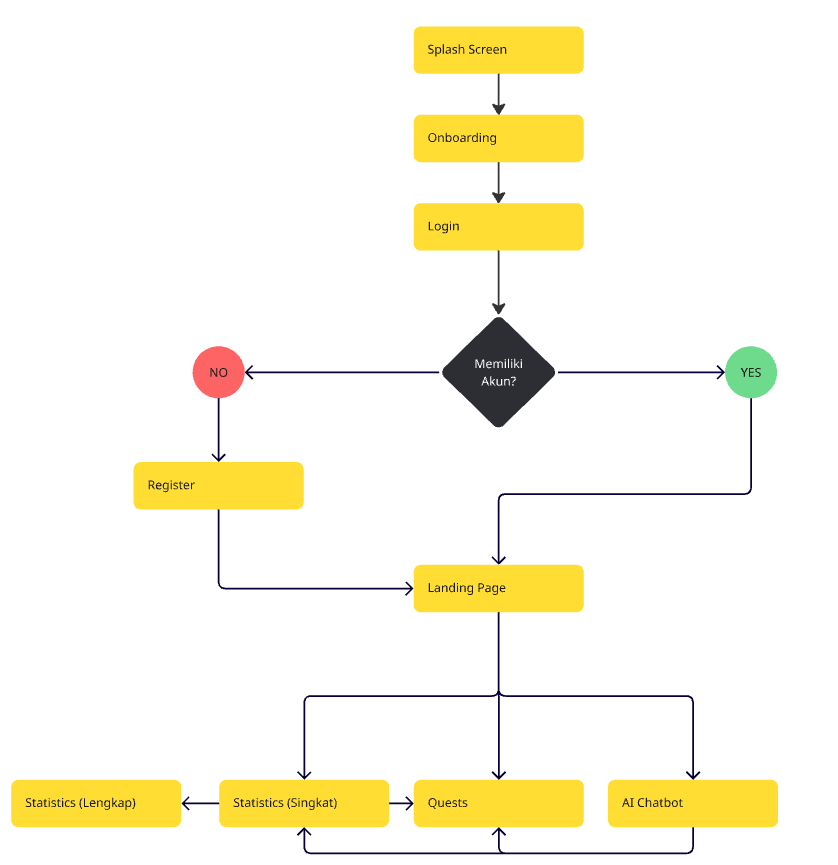 Splash Screen
Onboarding
Login
Memiliki
Akun?
NO
YES
Register
Landing Page
Statistics (Lengkap)
Statistics (Singkat)
Quests
AI Chatbot